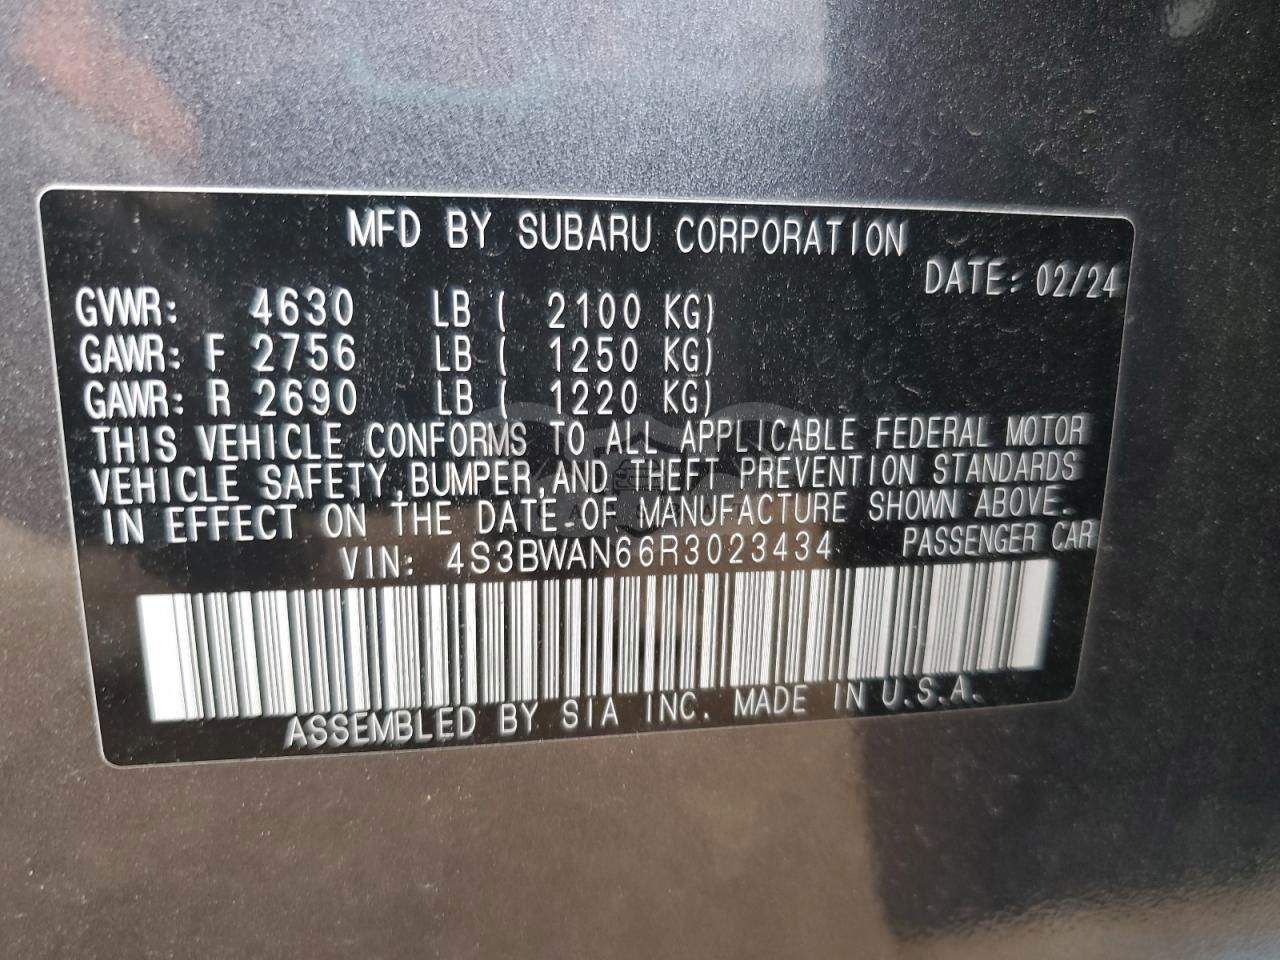 MFD BY SUBARU CORPORATION
DATE: 02/24
GVWR: 4630 LB ( 2100 KG)
GAWR: F 2756 LB ( 1250 KG)
GAWR: R 2690 LB ( 1220 KG)
THIS VEHICLE CONFORMS TO ALL APPLICABLE FEDERAL MOTOR
VEHICLE SAFETY, BUMPER, AND THEFT PREVENTION STANDARDS
IN EFFECT ON THE DATE OF MANUFACTURE SHOWN ABOVE.
VIN: 4S3BWAN66R3023434 PASSENGER CAR
ASSEMBLED BY SIA INC. MADE IN U.S.A.